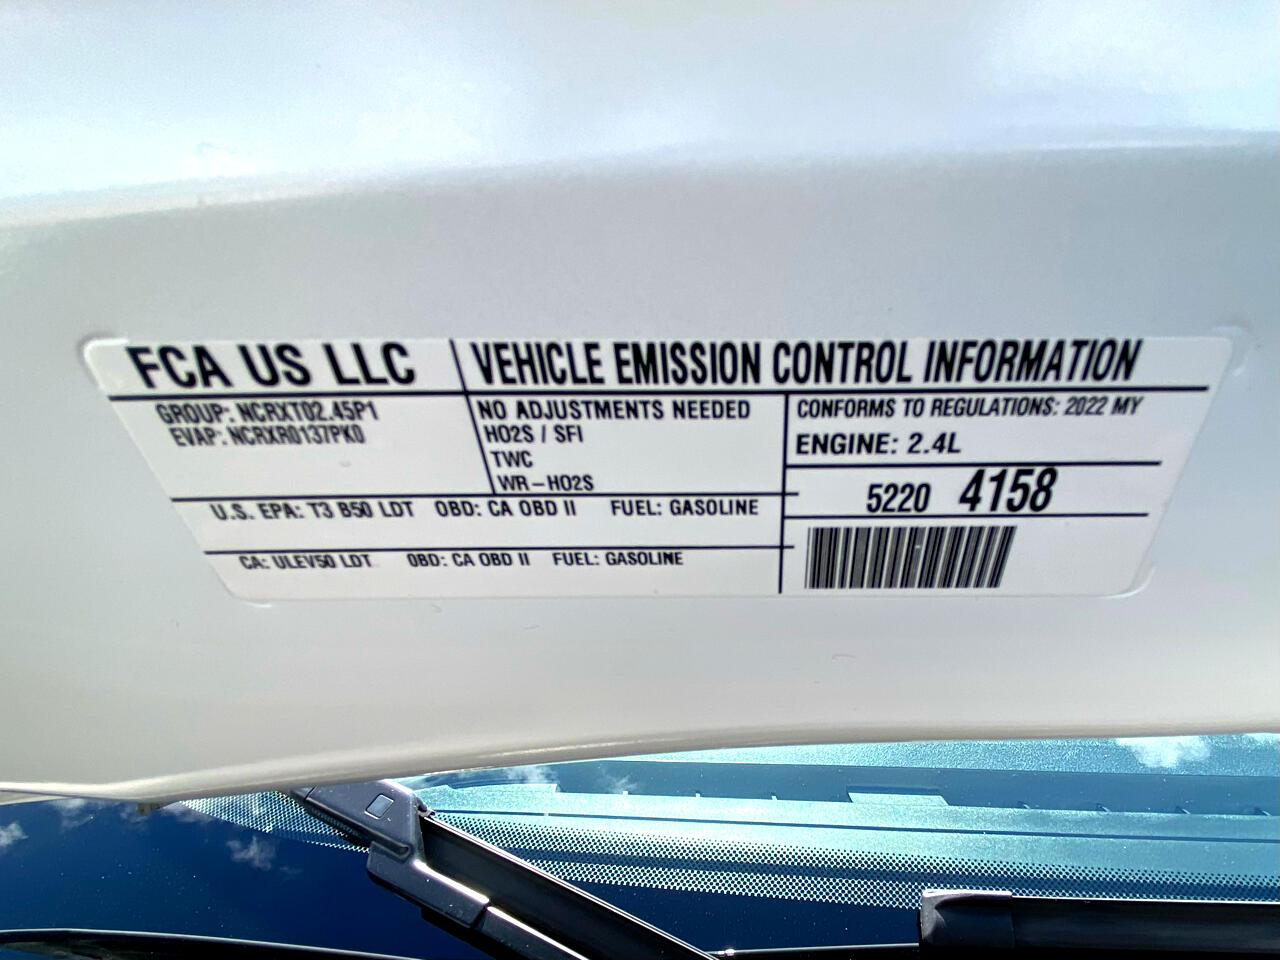 FCA US LLC
VEHICLE EMISSION CONTROL INFORMATION
GROUP: NCRXT02.45P1
EVAP: NCRXR0137PK0
NO ADJUSTMENTS NEEDED
HO2S / SFI
TWC
WR-HO2S
CONFORMS TO REGULATIONS: 2022 MY
ENGINE: 2.4L
5220 4158
U.S. EPA: T3 B50 LDT OBD: CA OBD II FUEL: GASOLINE
CA: ULEV50 LDT OBD: CA OBD II FUEL: GASOLINE